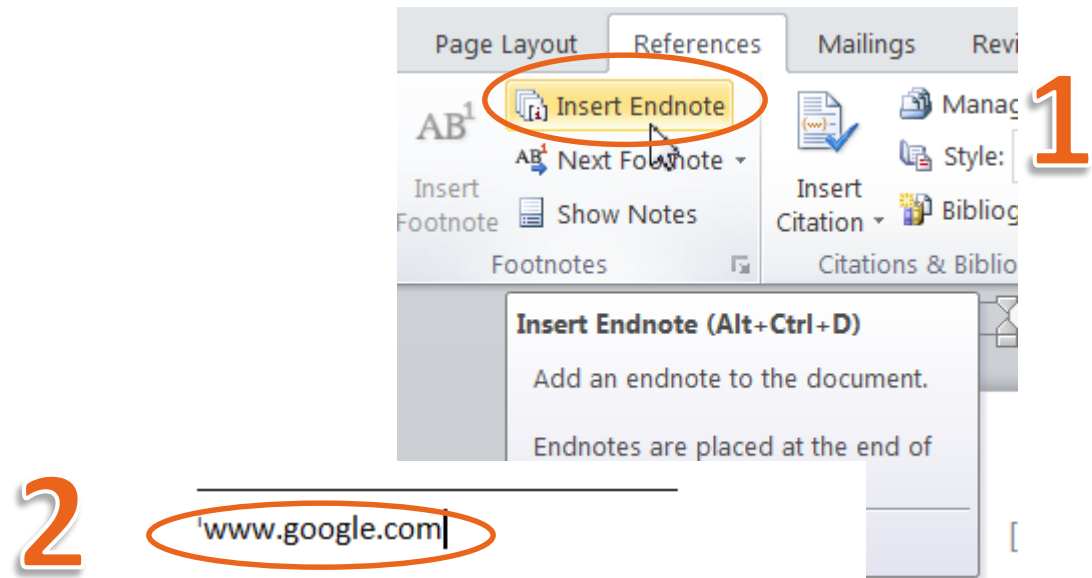 Page Layout References Mailings Revi
AB1 Insert Endnote Manag
AB1 Next Footnote Style:
Insert Footnote Show Notes Insert Citation Bibliog
Footnotes Citations & Biblio
1
Insert Endnote (Alt+Ctrl+D)
Add an endnote to the document.
Endnotes are placed at the end of
2
i www.google.com